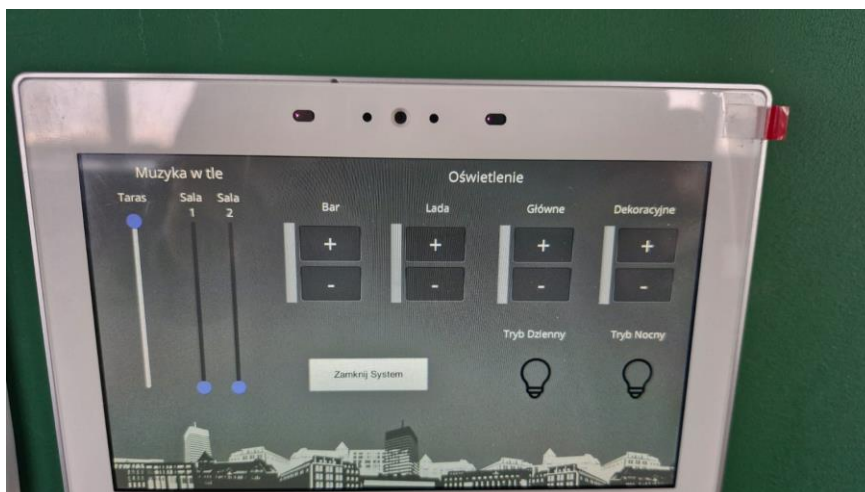 Muzyka w tle
Oświetlenie
Taras
Sala 1
Sala 2
Bar
Lada
Główne
Dekoracyjne
+
+
+
+
-
-
-
-
Tryb Dzienny
Tryb Nocny
Zamknij System